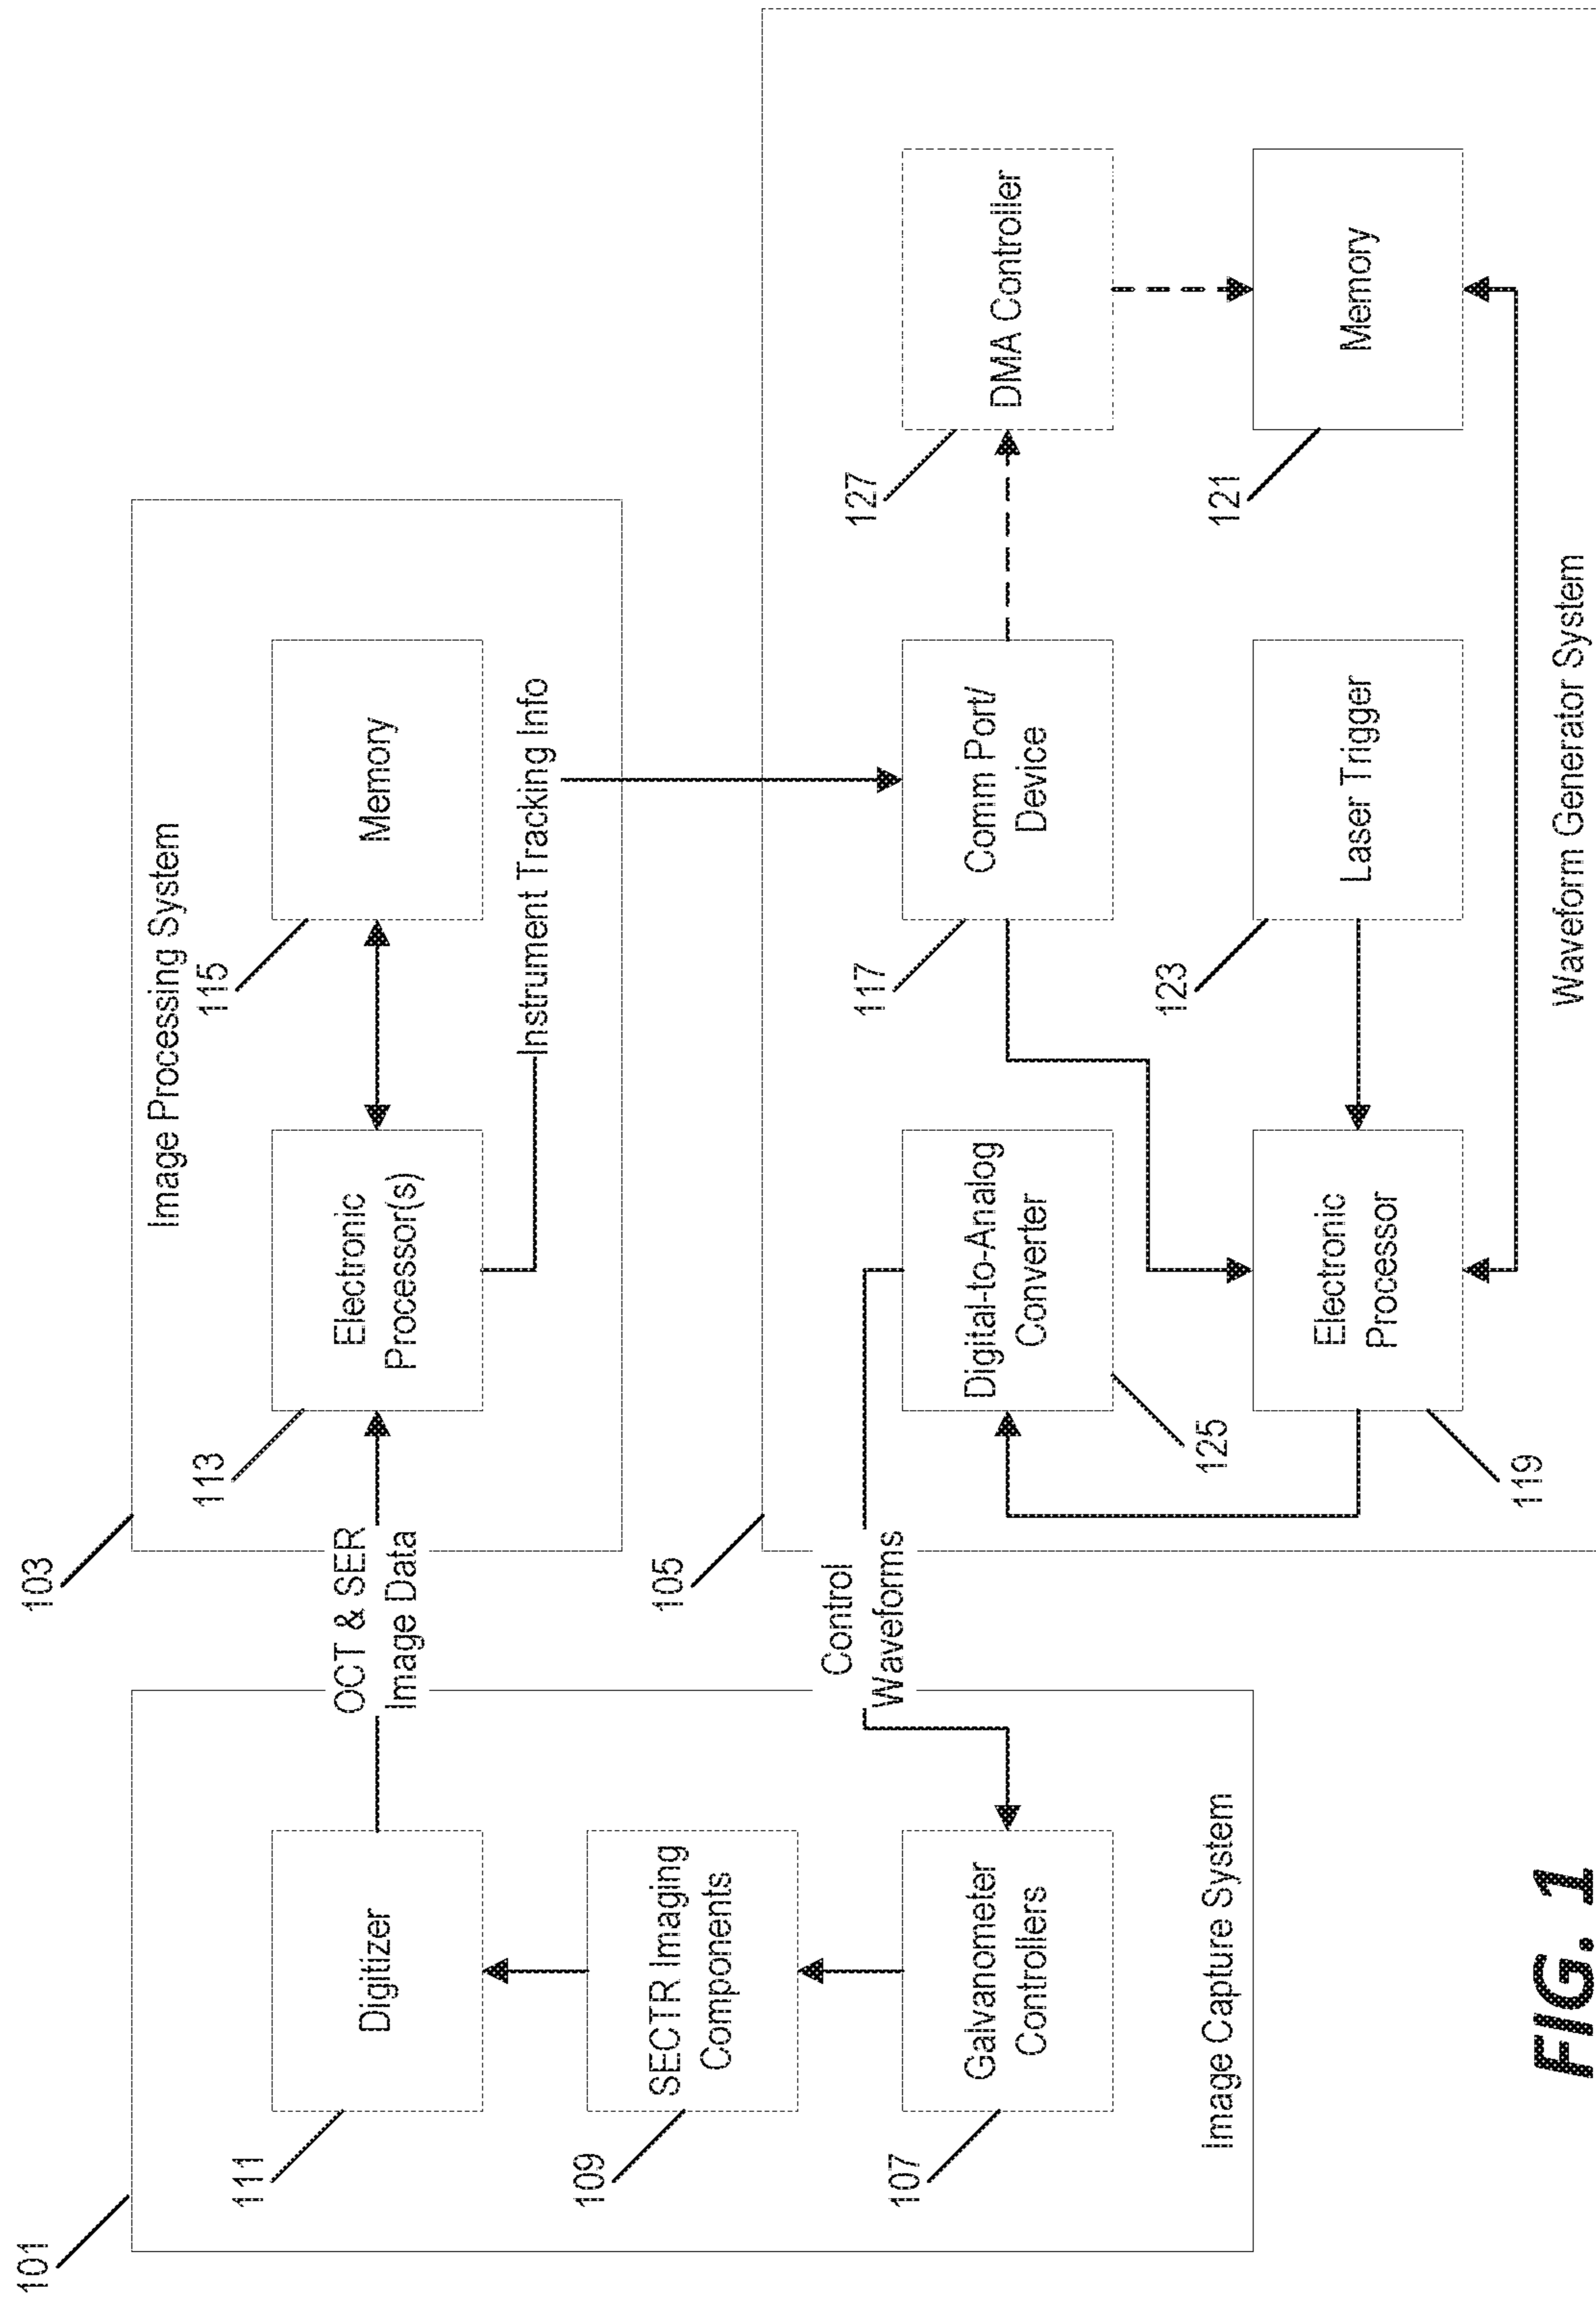 101
Image Capture System
111
Digitizer
109
SECTR Imaging
Components
107
Galvanometer
Controllers
OCT & SER
Image Data
Control
Waveforms
103
Image Processing System
113
Electronic
Processor(s)
115
Memory
Instrument Tracking Info
105
125
Digital-to-Analog
Converter
117
Comm Port/
Device
127
DMA Controller
119
Electronic
Processor
123
Laser Trigger
121
Memory
Waveform Generator System
FIG. 1